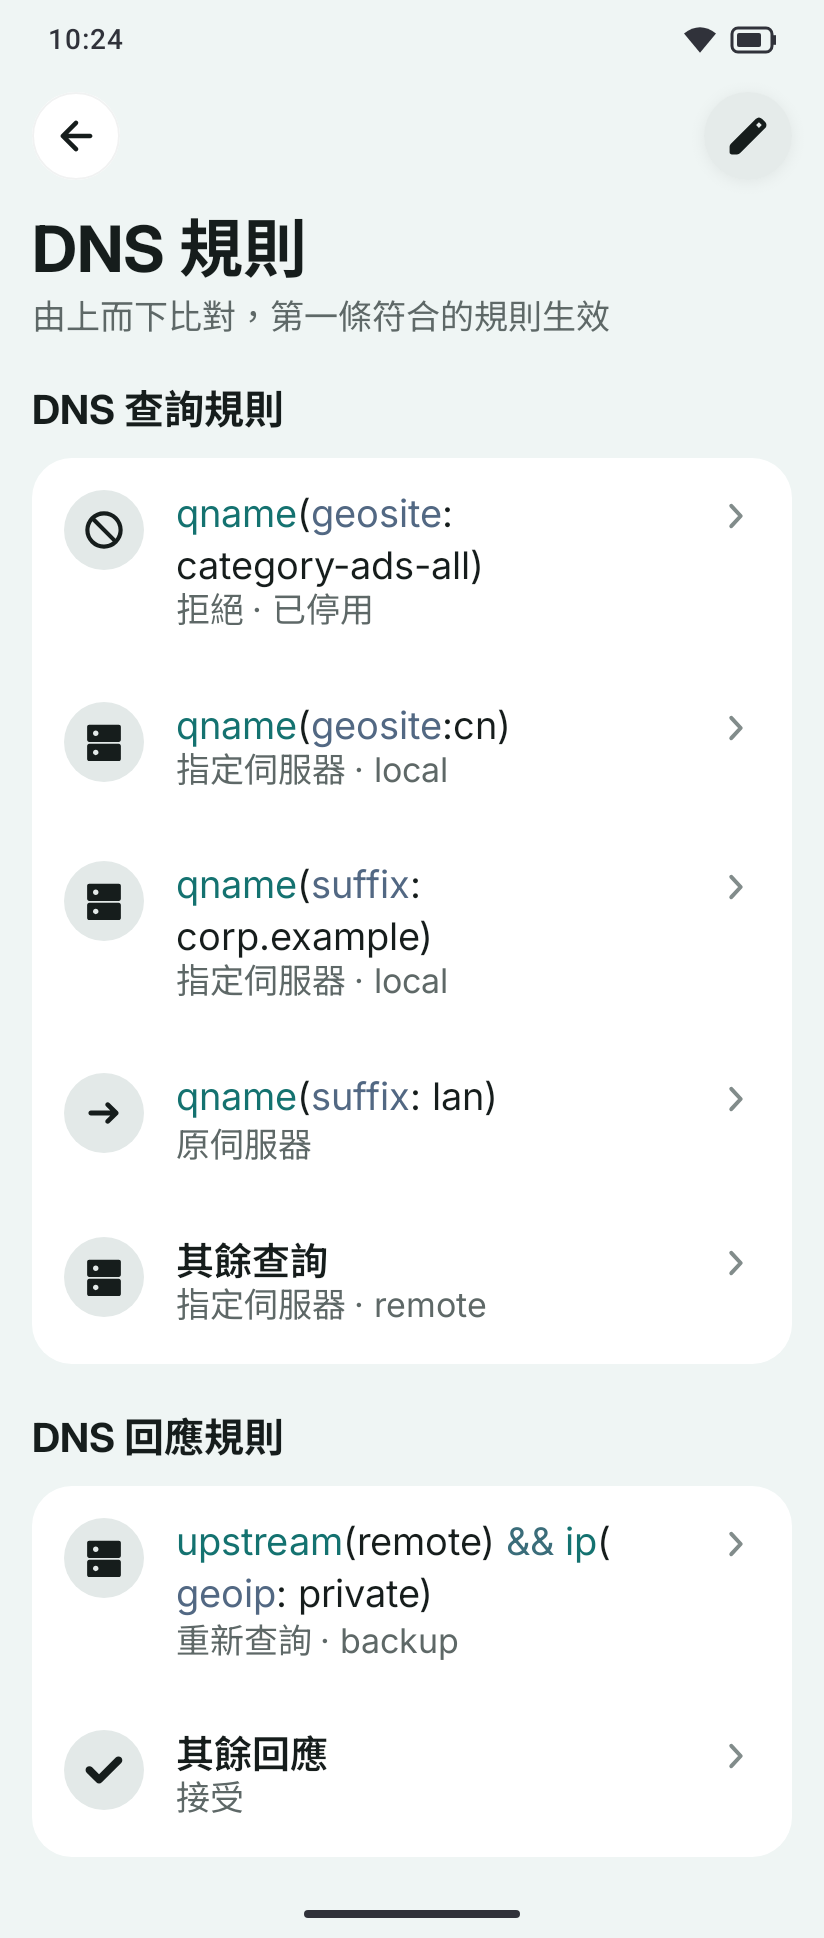 10:24
DNS 規則
由上而下比對，第一條符合的規則生效
DNS 查詢規則
qname(geosite:
category-ads-all)
拒絕 · 已停用
qname(geosite:cn)
指定伺服器 · local
qname(suffix:
corp.example)
指定伺服器 · local
qname(suffix: lan)
原伺服器
其餘查詢
指定伺服器 · remote
DNS 回應規則
upstream(remote) && ip(
geoip: private)
重新查詢 · backup
其餘回應
接受